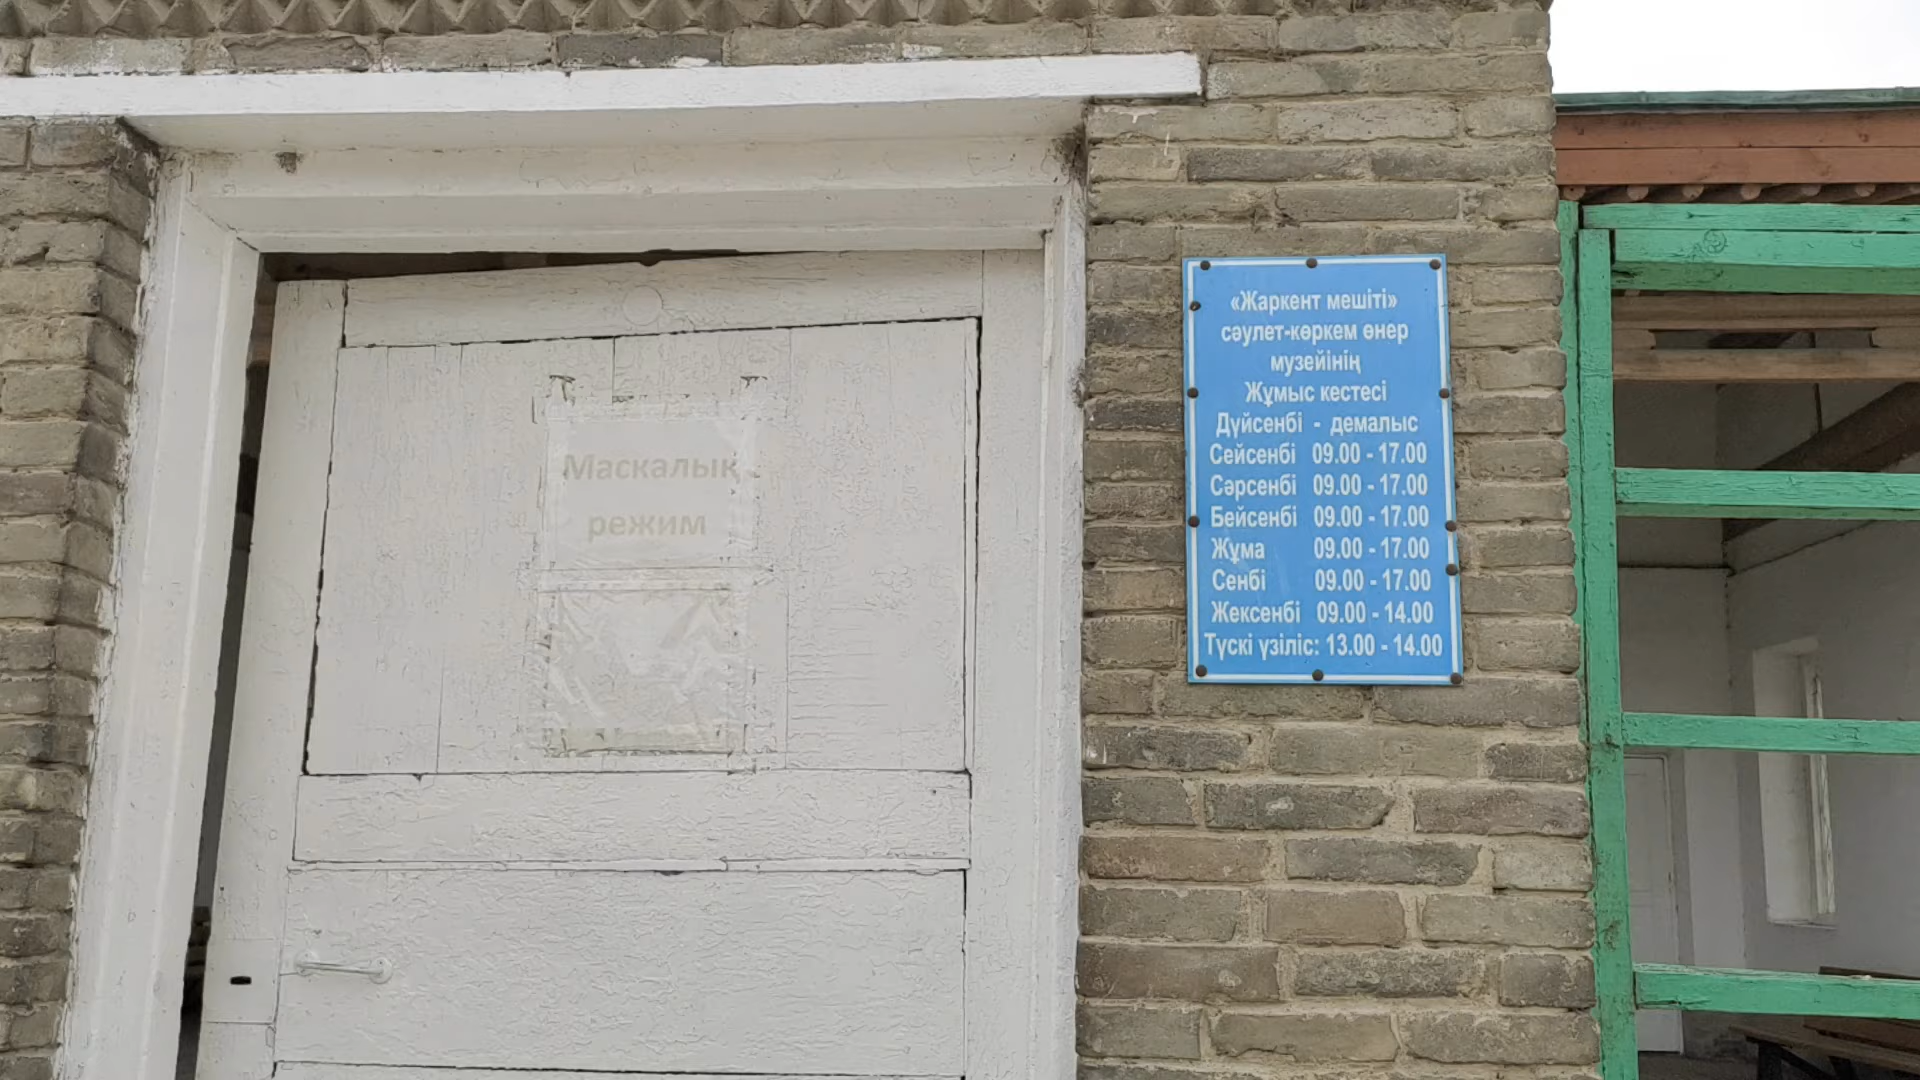 Маскалық
режим
«Жаркент мешіті»
сәулет-көркем өнер
музейінің
Жұмыс кестесі
Дүйсенбі - демалыс
Сейсенбі 09.00 - 17.00
Сәрсенбі 09.00 - 17.00
Бейсенбі 09.00 - 17.00
Жұма 09.00 - 17.00
Сенбі 09.00 - 17.00
Жексенбі 09.00 - 14.00
Түскі үзіліс: 13.00 - 14.00